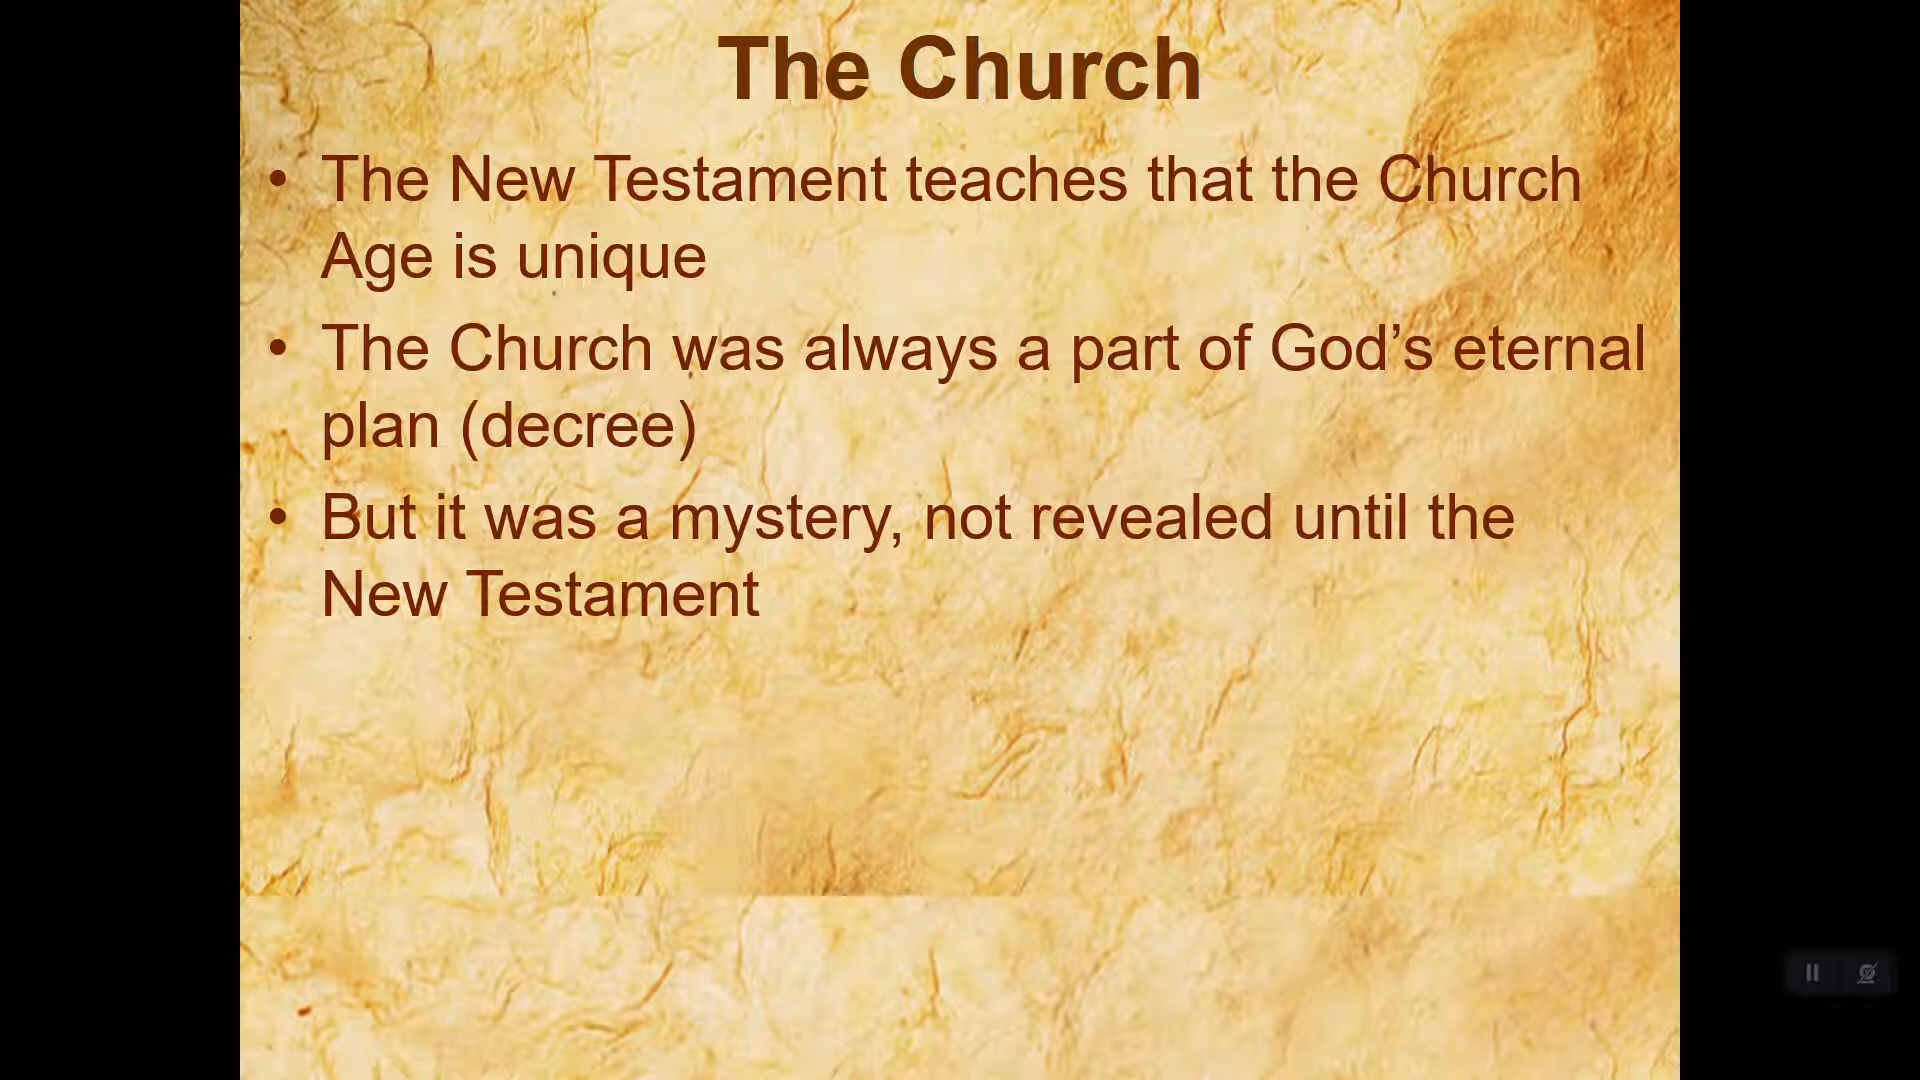 The Church
• The New Testament teaches that the Church
Age is unique
• The Church was always a part of God’s eternal
plan (decree)
• But it was a mystery, not revealed until the
New Testament